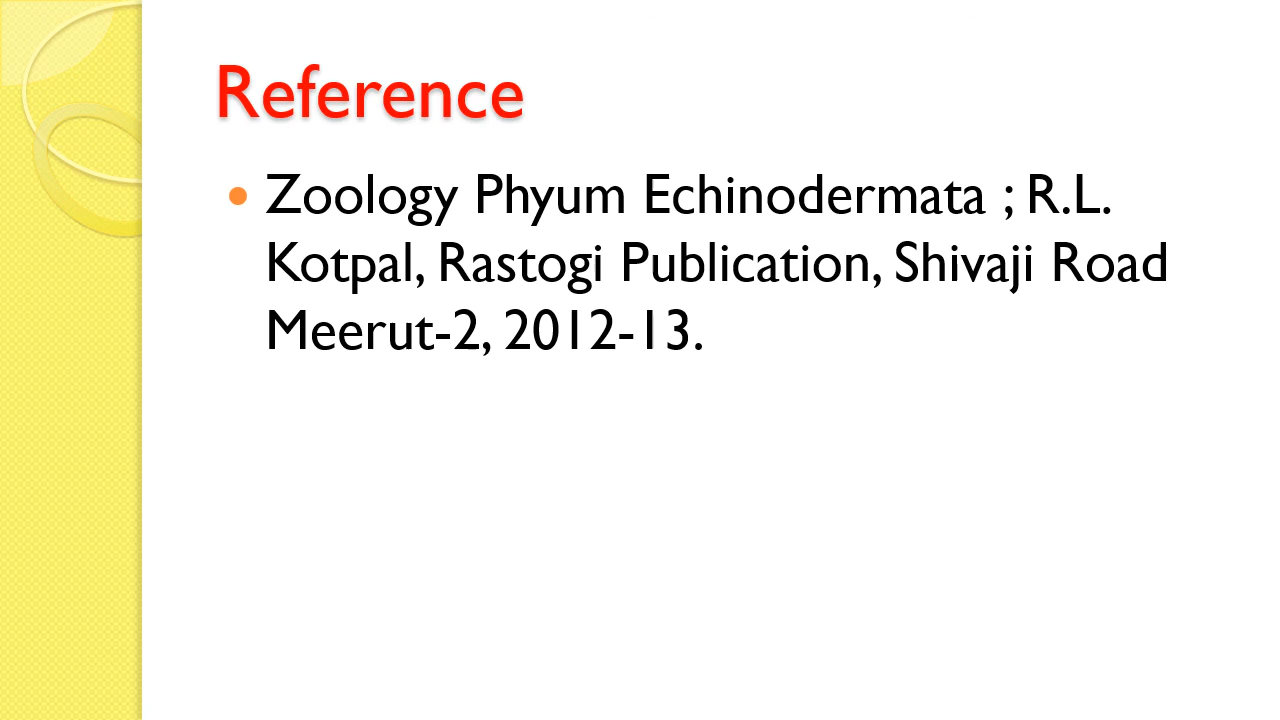 Reference
Zoology Phyum Echinodermata ; R.L.
Kotpal, Rastogi Publication, Shivaji Road
Meerut-2, 2012-13.